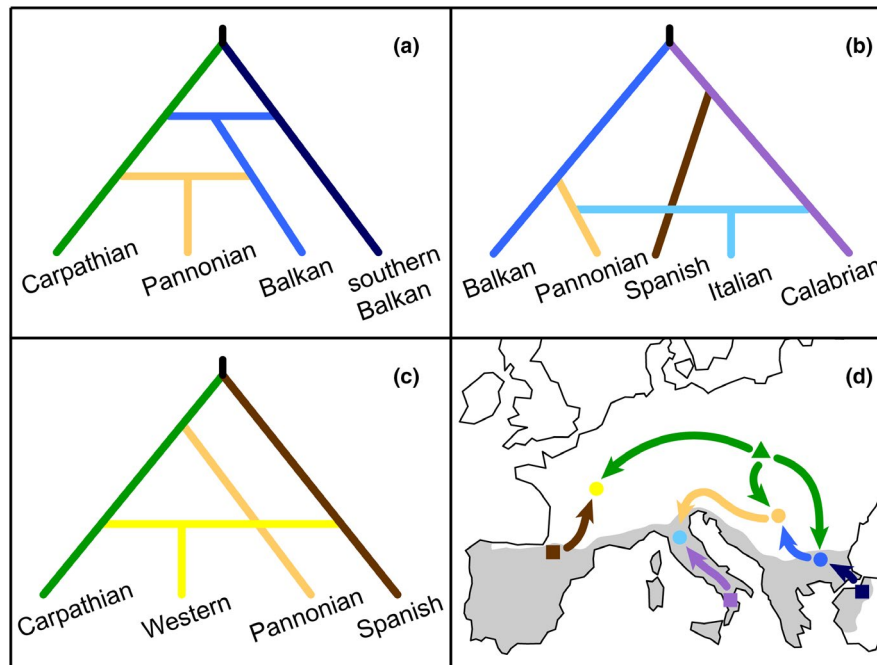 (a)
Carpathian
Pannonian
Balkan
southern
Balkan
(b)
Balkan
Pannonian
Spanish
Italian
Calabrian
(c)
Carpathian
Western
Pannonian
Spanish
(d)